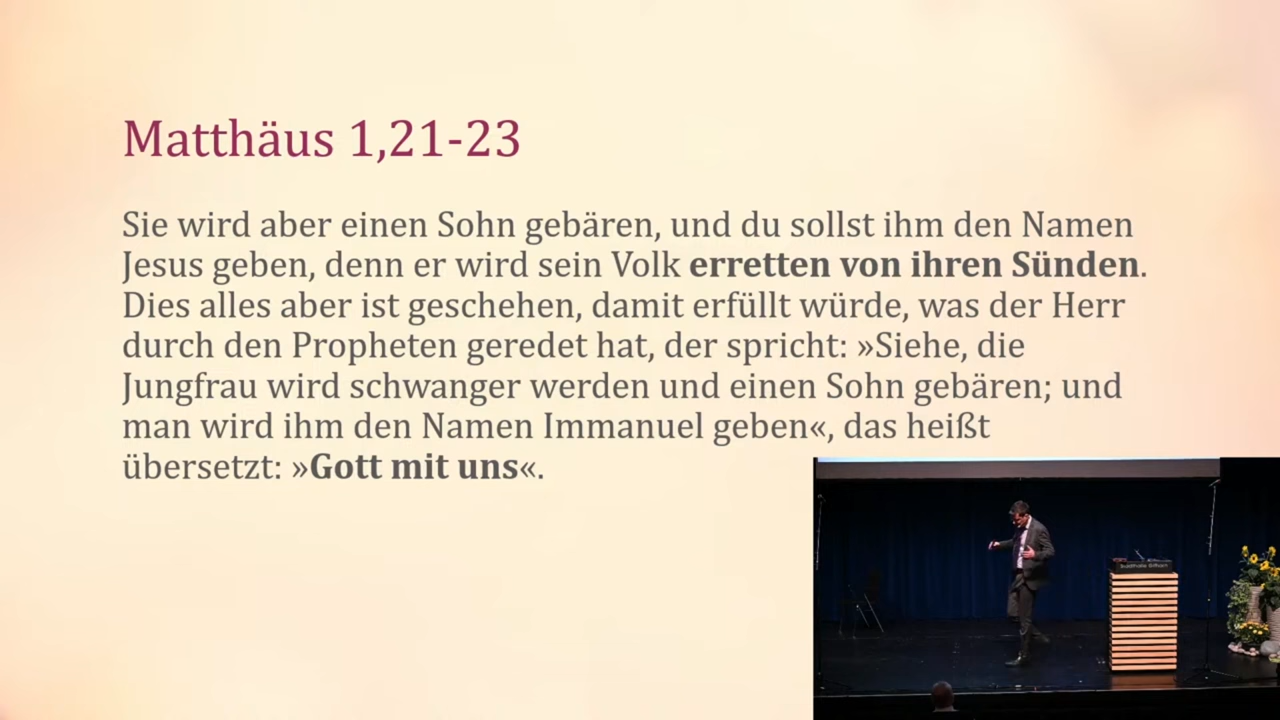 Matthäus 1,21-23
Sie wird aber einen Sohn gebären, und du sollst ihm den Namen
Jesus geben, denn er wird sein Volk erretten von ihren Sünden.
Dies alles aber ist geschehen, damit erfüllt würde, was der Herr
durch den Propheten geredet hat, der spricht: »Siehe, die
Jungfrau wird schwanger werden und einen Sohn gebären; und
man wird ihm den Namen Immanuel geben«, das heißt
übersetzt: »Gott mit uns«.
Stadthalle Gifhorn